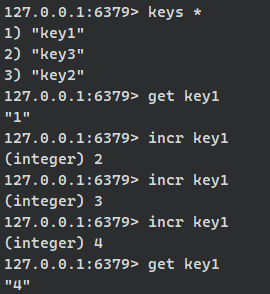 127.0.0.1:6379> keys *
1) "key1"
2) "key3"
3) "key2"
127.0.0.1:6379> get key1
"1"
127.0.0.1:6379> incr key1
(integer) 2
127.0.0.1:6379> incr key1
(integer) 3
127.0.0.1:6379> incr key1
(integer) 4
127.0.0.1:6379> get key1
"4"